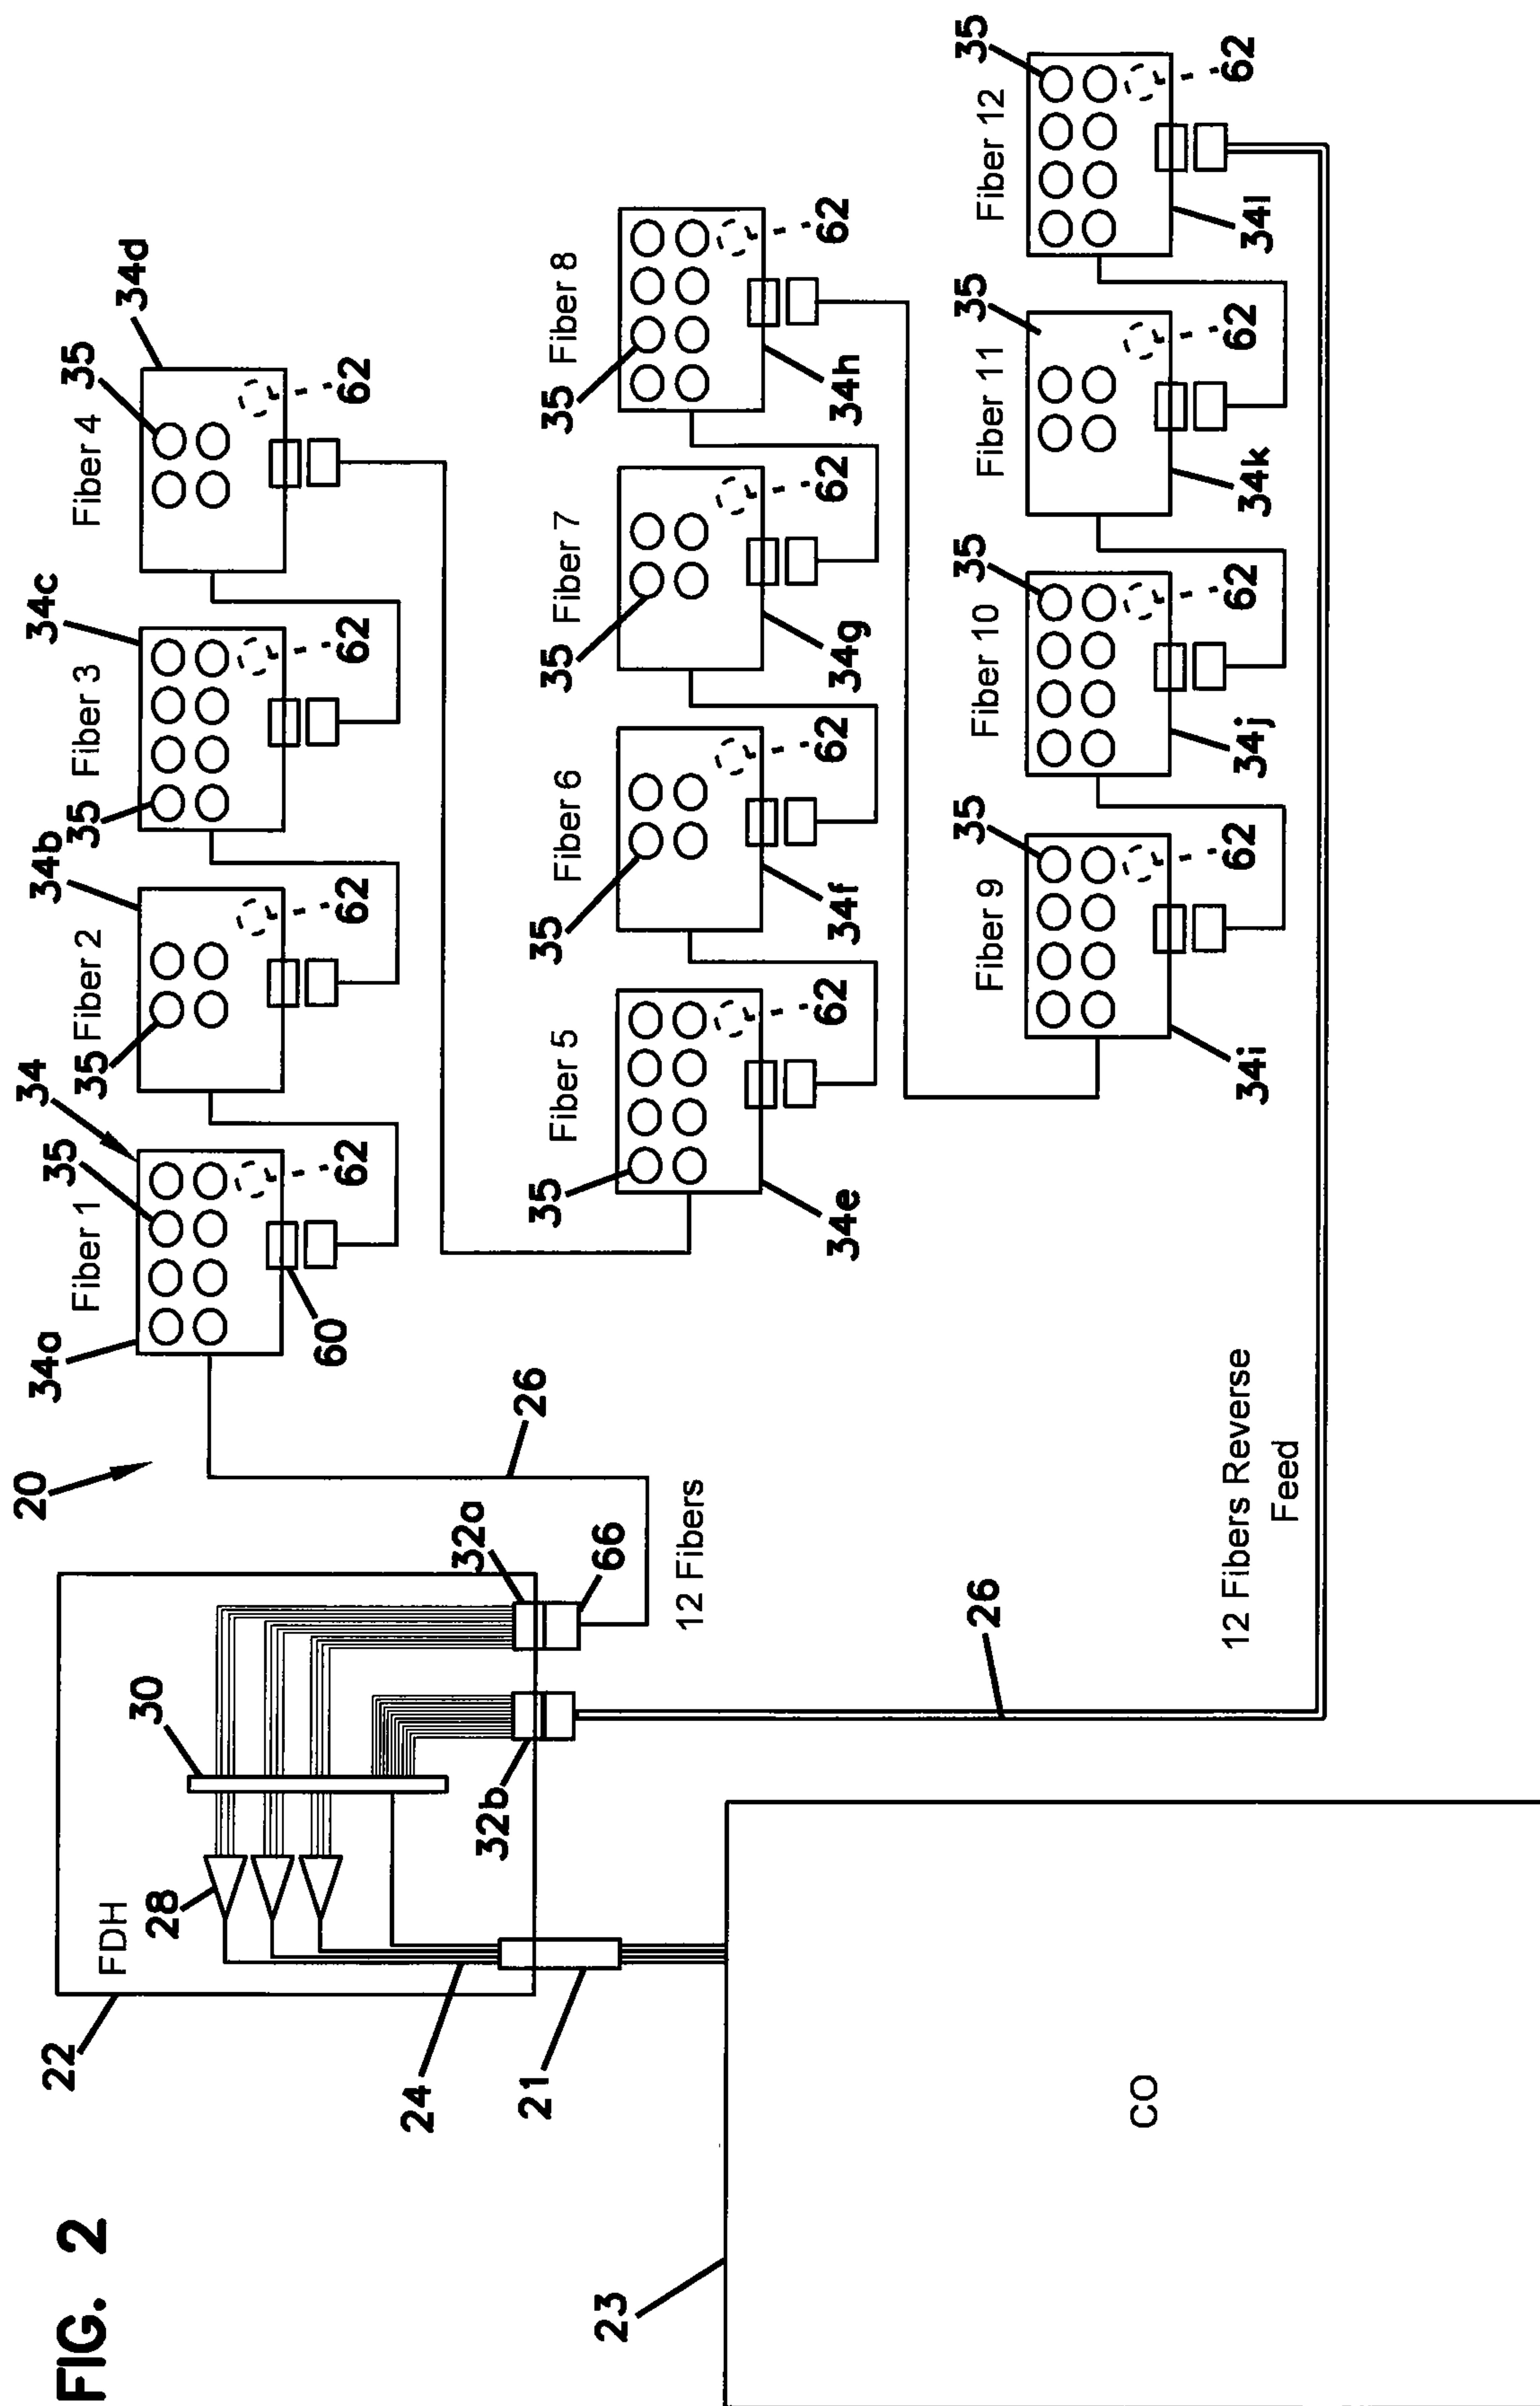 FIG. 2
22
FDH
28
30
32a
66
32b
24
21
23
CO
20
26
12 Fibers
26
12 Fibers Reverse
Feed
34a
Fiber 1
35
34
60
62
35
Fiber 2
34b
62
35
Fiber 3
34c
62
Fiber 4
35
34d
62
35
Fiber 5
34e
62
35
Fiber 6
34f
62
35
Fiber 7
34g
62
35
Fiber 8
34h
62
Fiber 9
35
34i
62
Fiber 10
35
34j
62
Fiber 11
35
34k
62
Fiber 12
35
34l
62